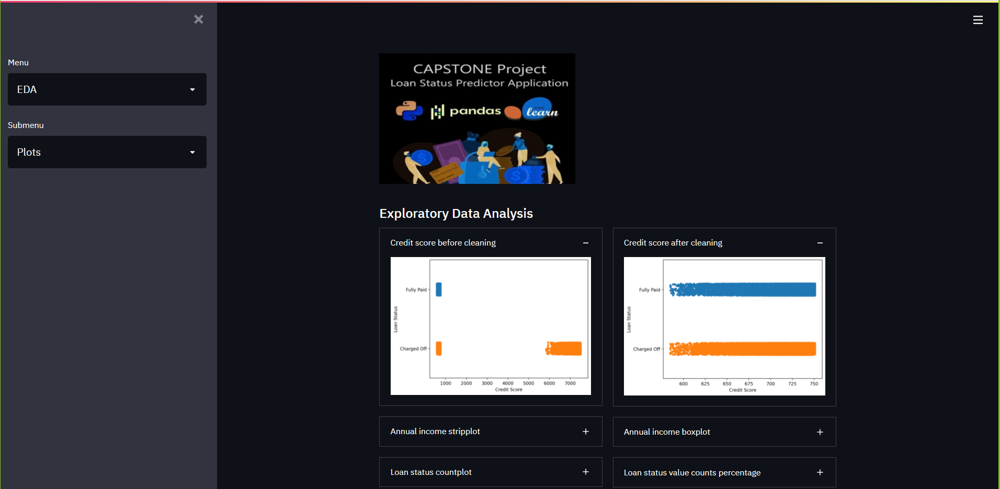 Menu
EDA
Submenu
Plots
CAPSTONE Project
Loan Status Predictor Application
pandas
learn
Exploratory Data Analysis
Credit score before cleaning
Fully Paid
Loan Status
Charged Off
1000 2000 3000 4000 5000 6000 7000
Credit Score
Credit score after cleaning
Fully Paid
Loan Status
Charged Off
600 625 650 675 700 725 750
Credit Score
Annual income stripplot
Annual income boxplot
Loan status countplot
Loan status value counts percentage